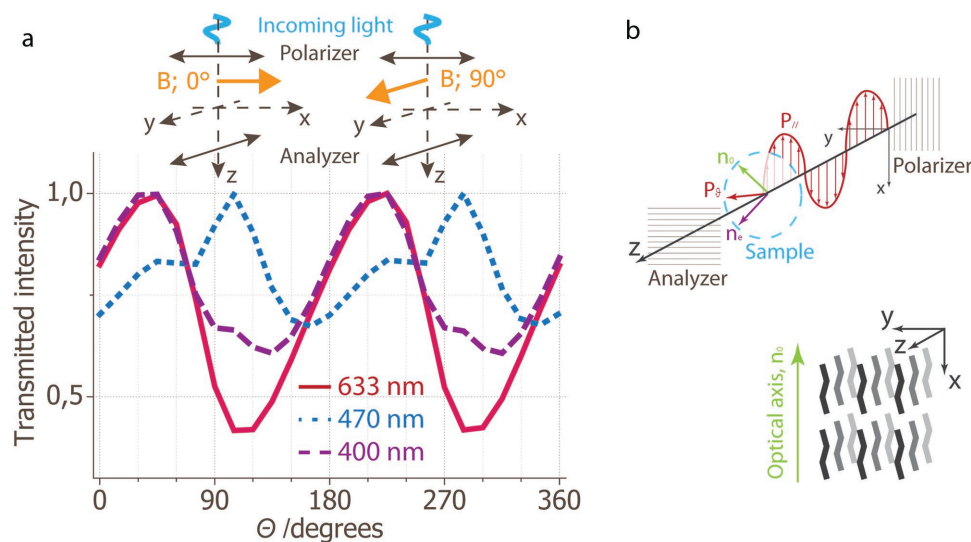 a
Incoming light
Polarizer
B; 0°
B; 90°
y
x
y
x
Analyzer
z
z
Transmitted intensity
1,0
0,5
633 nm
470 nm
400 nm
0
90
180
270
360
Θ /degrees
b
P//
y
x
Polarizer
n₀
Pϑ
nₑ
Sample
z
Analyzer
Optical axis, n₀
y
z
x